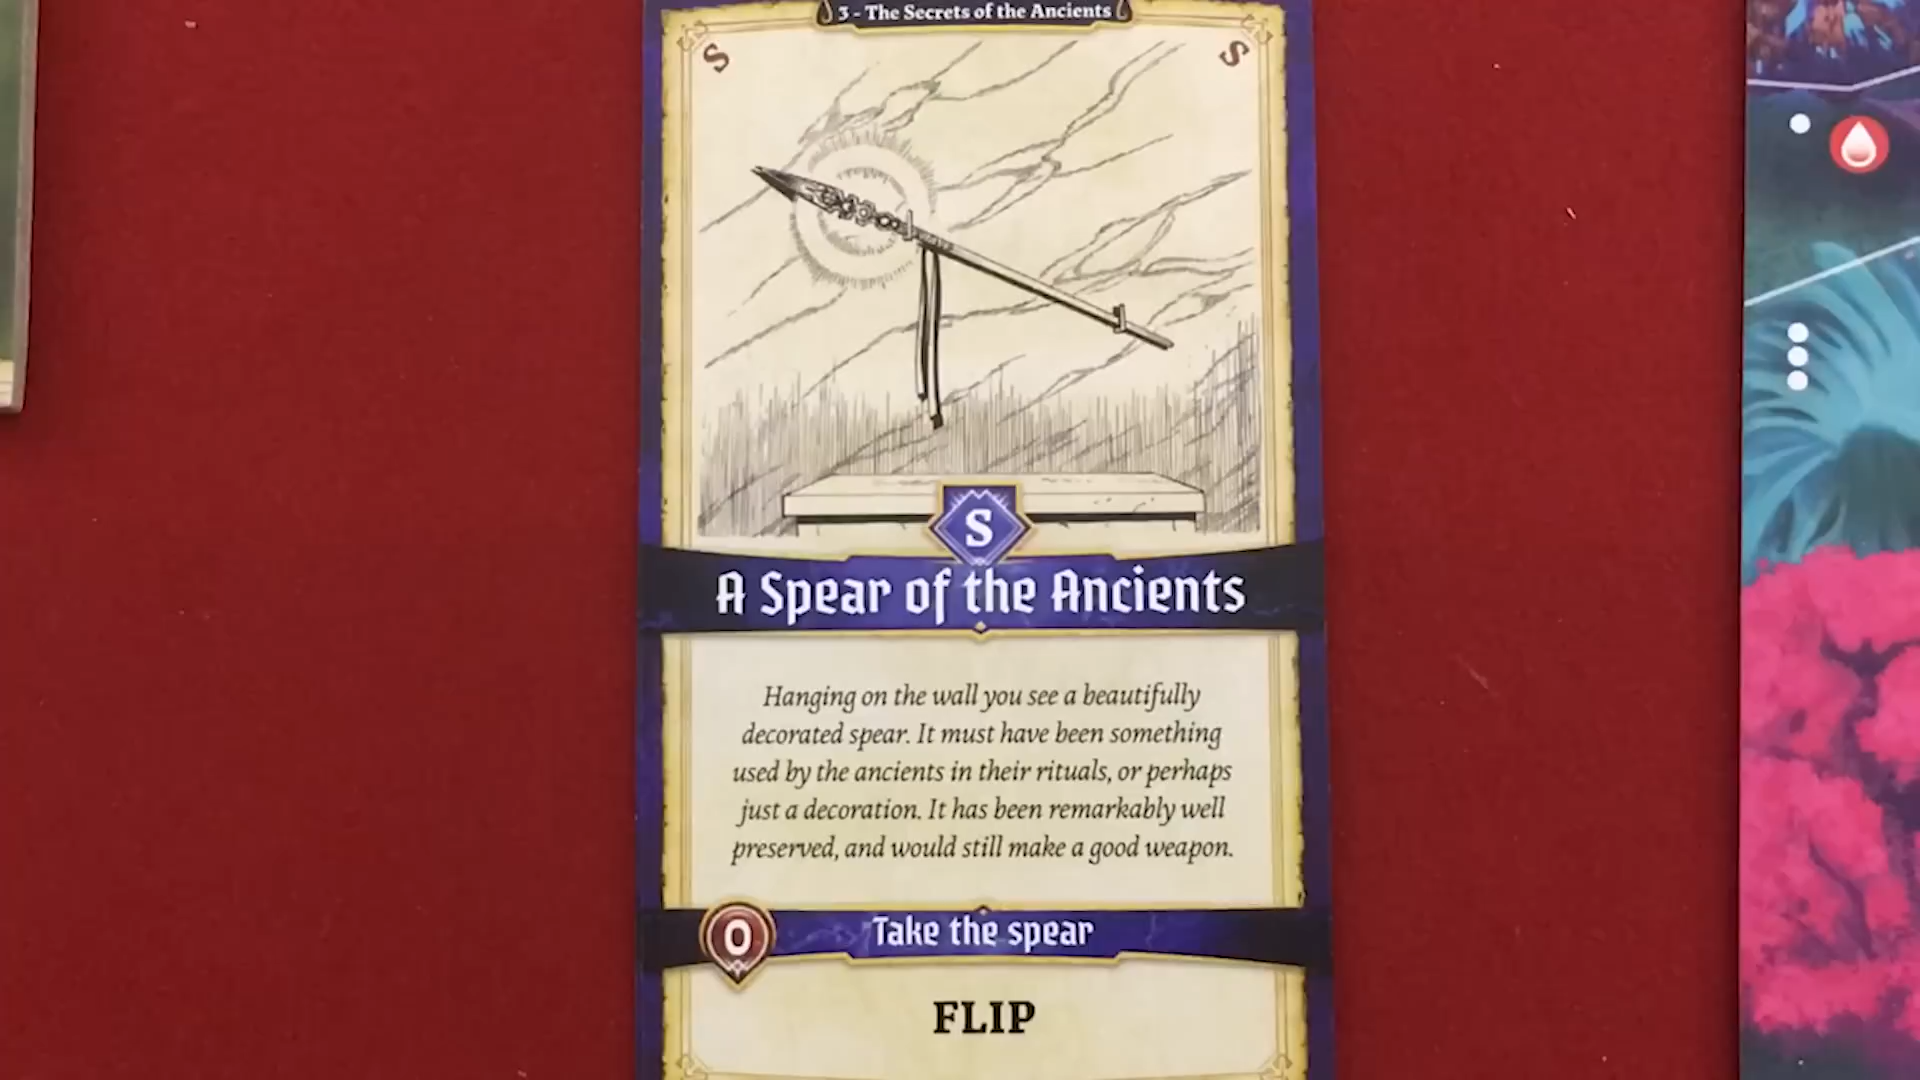 3 - The Secrets of the Ancients
S
S
S
A Spear of the Ancients
Hanging on the wall you see a beautifully
decorated spear. It must have been something
used by the ancients in their rituals, or perhaps
just a decoration. It has been remarkably well
preserved, and would still make a good weapon.
0
Take the spear
FLIP